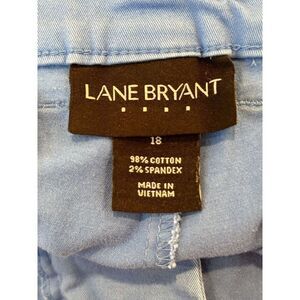 LANE BRYANT
18
98% COTTON
2% SPANDEX
MADE IN
VIETNAM